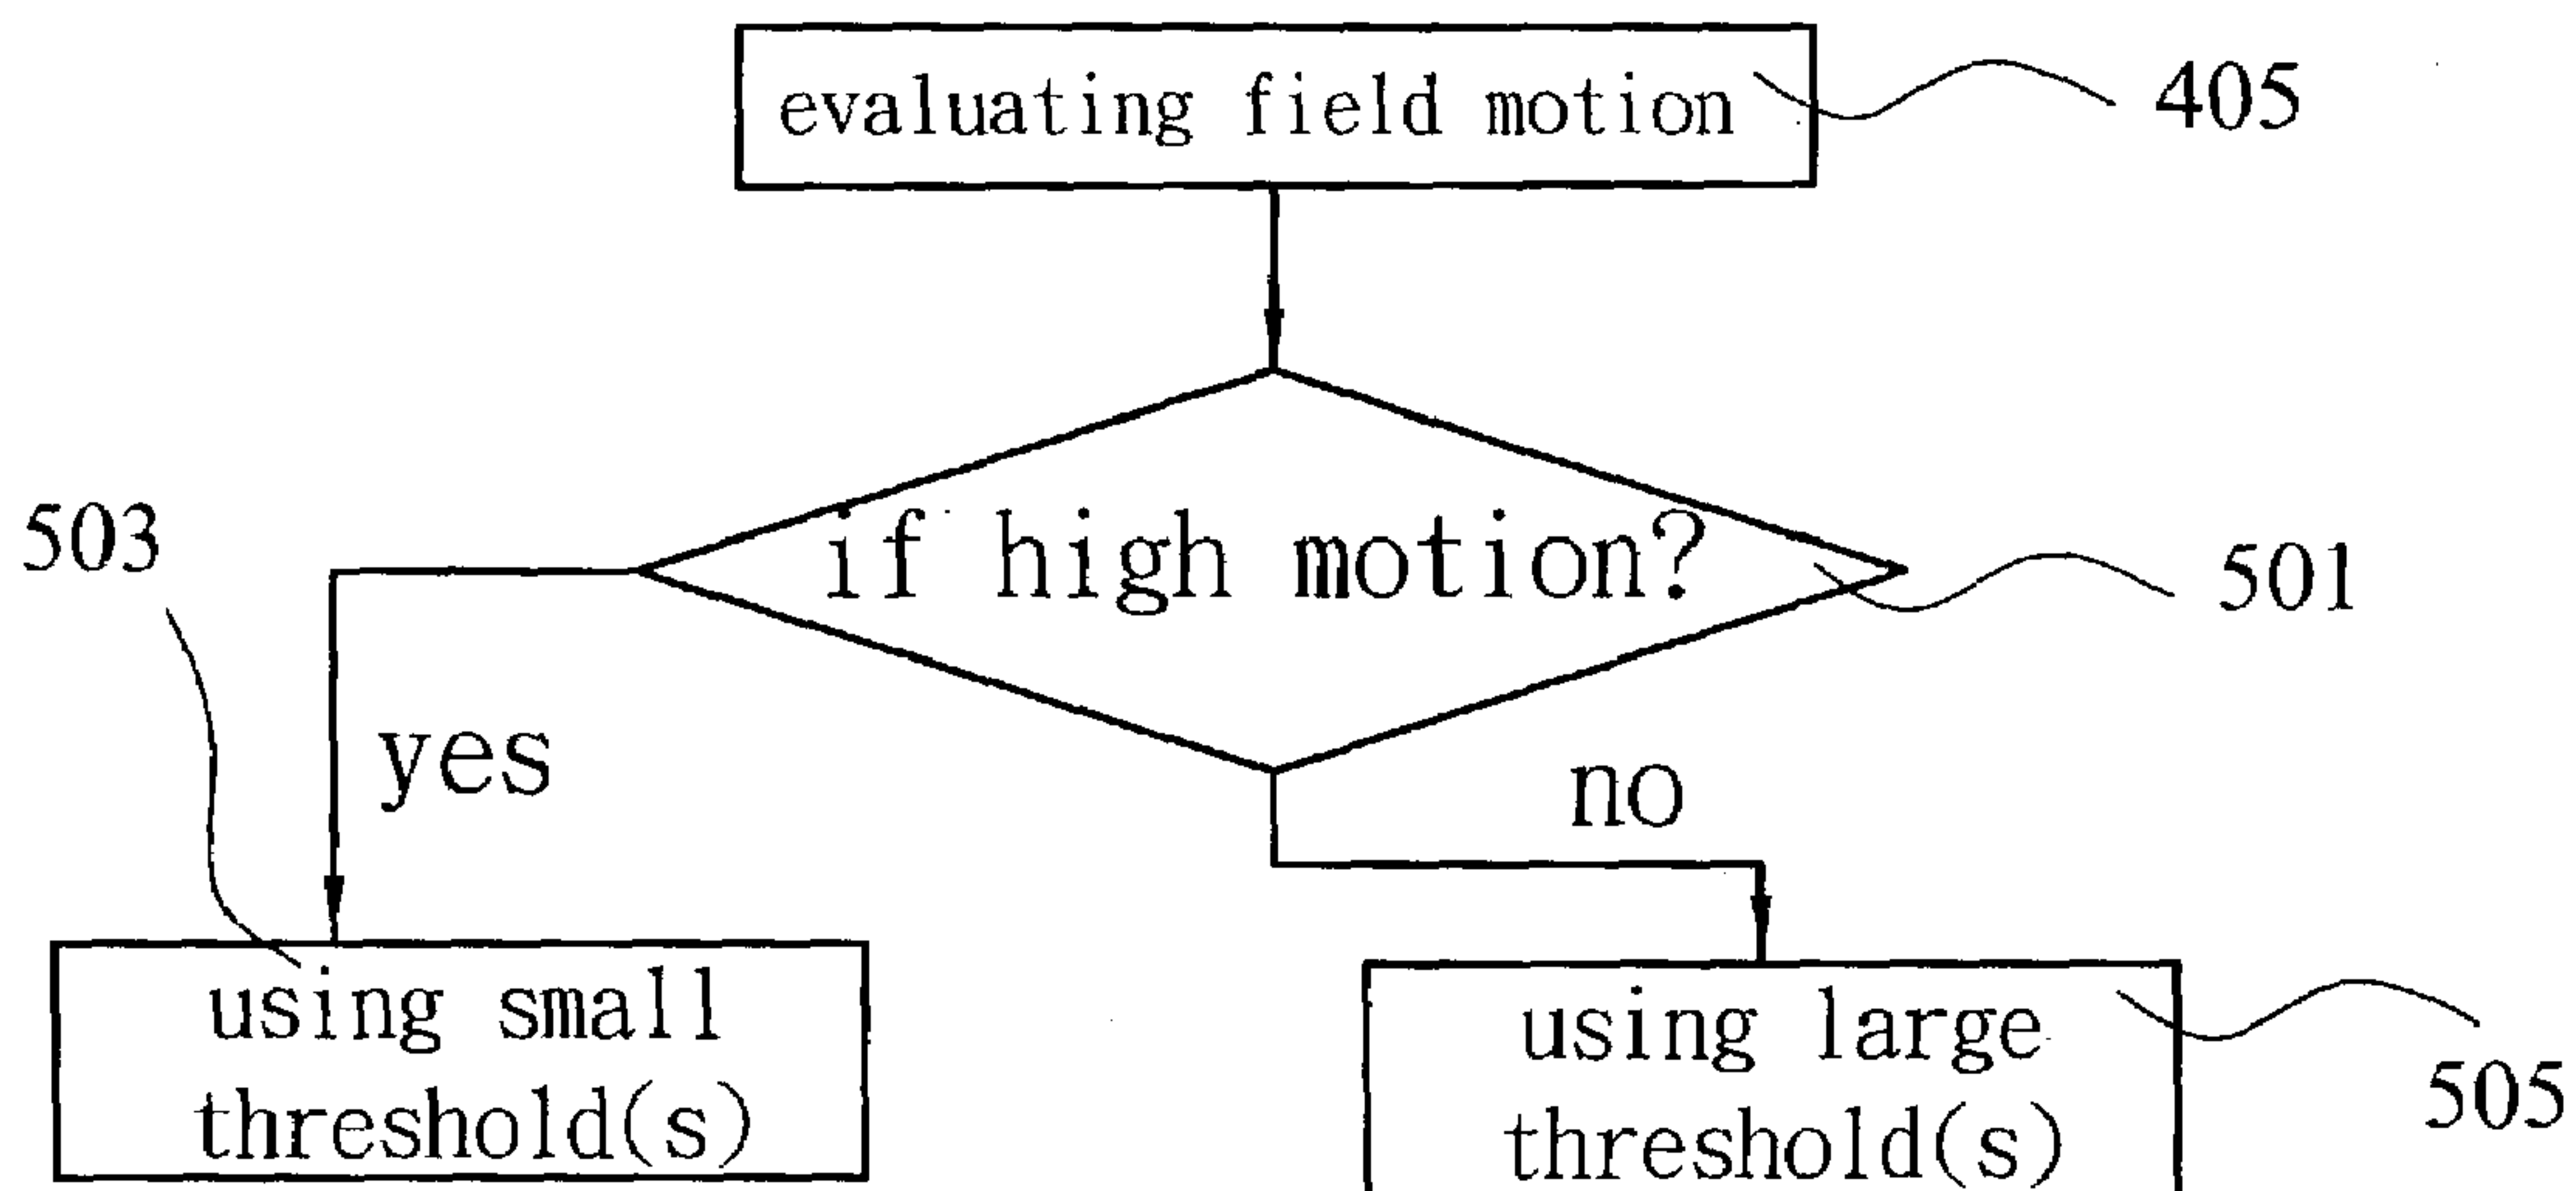 evaluating field motion
405
if high motion?
501
503
yes
no
using small
threshold(s)
using large
threshold(s)
505